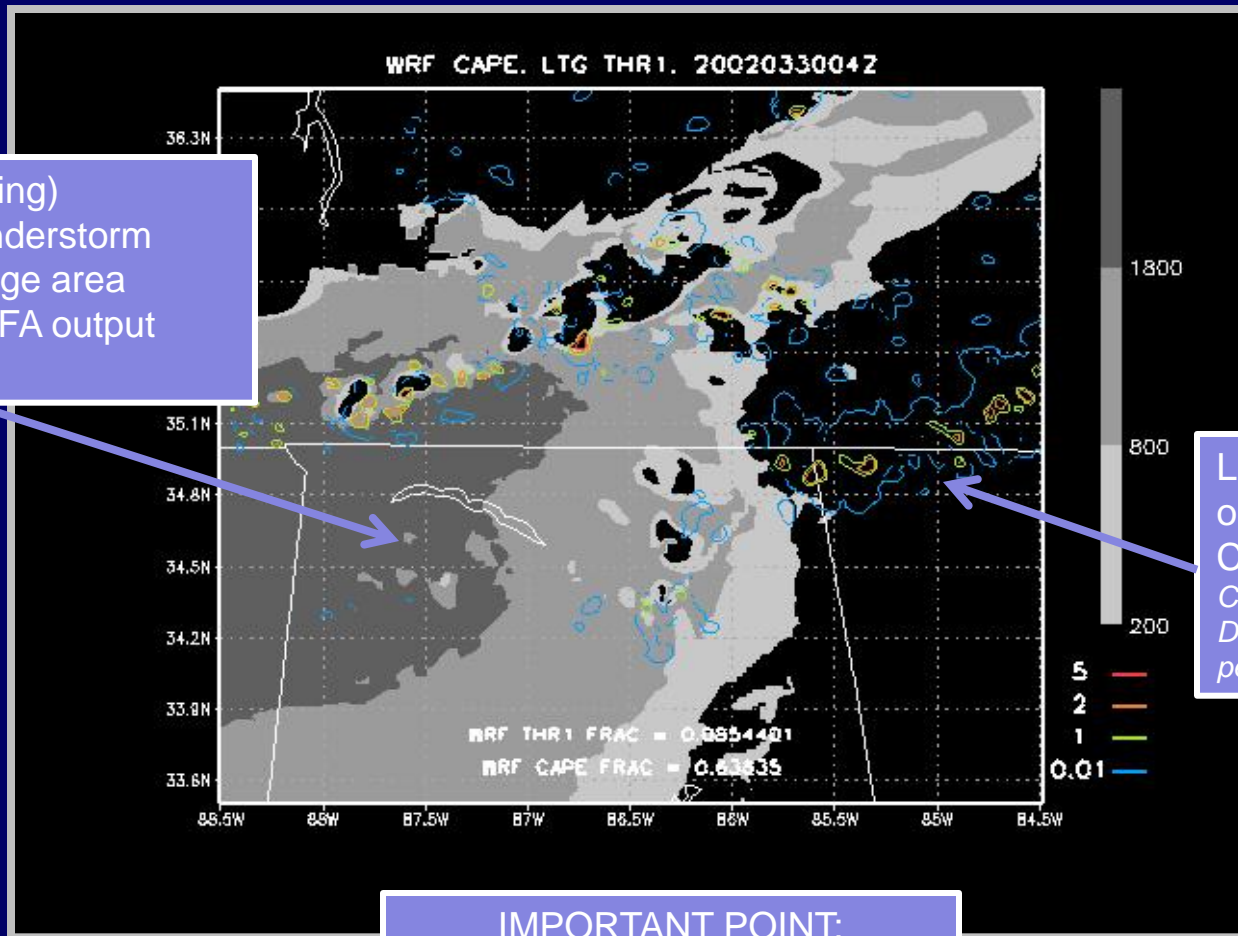 WRF CAPE. LTG THR1. 2002033004Z
36.3N
ing)
nderstorm
ge area
FA output
35.1N
34.8N
34.5N
34.2N
33.9N
33.6N
1800
800
200
L
o
C
C
D
p
5
2
1
0.01
WRF THR1 FRAC = 0.0854401
WRF CAPE FRAC = 0.63835
88.5W 88W 87.5W 87W 86.5W 86W 85.5W 85W 84.5W
IMPORTANT POINT: